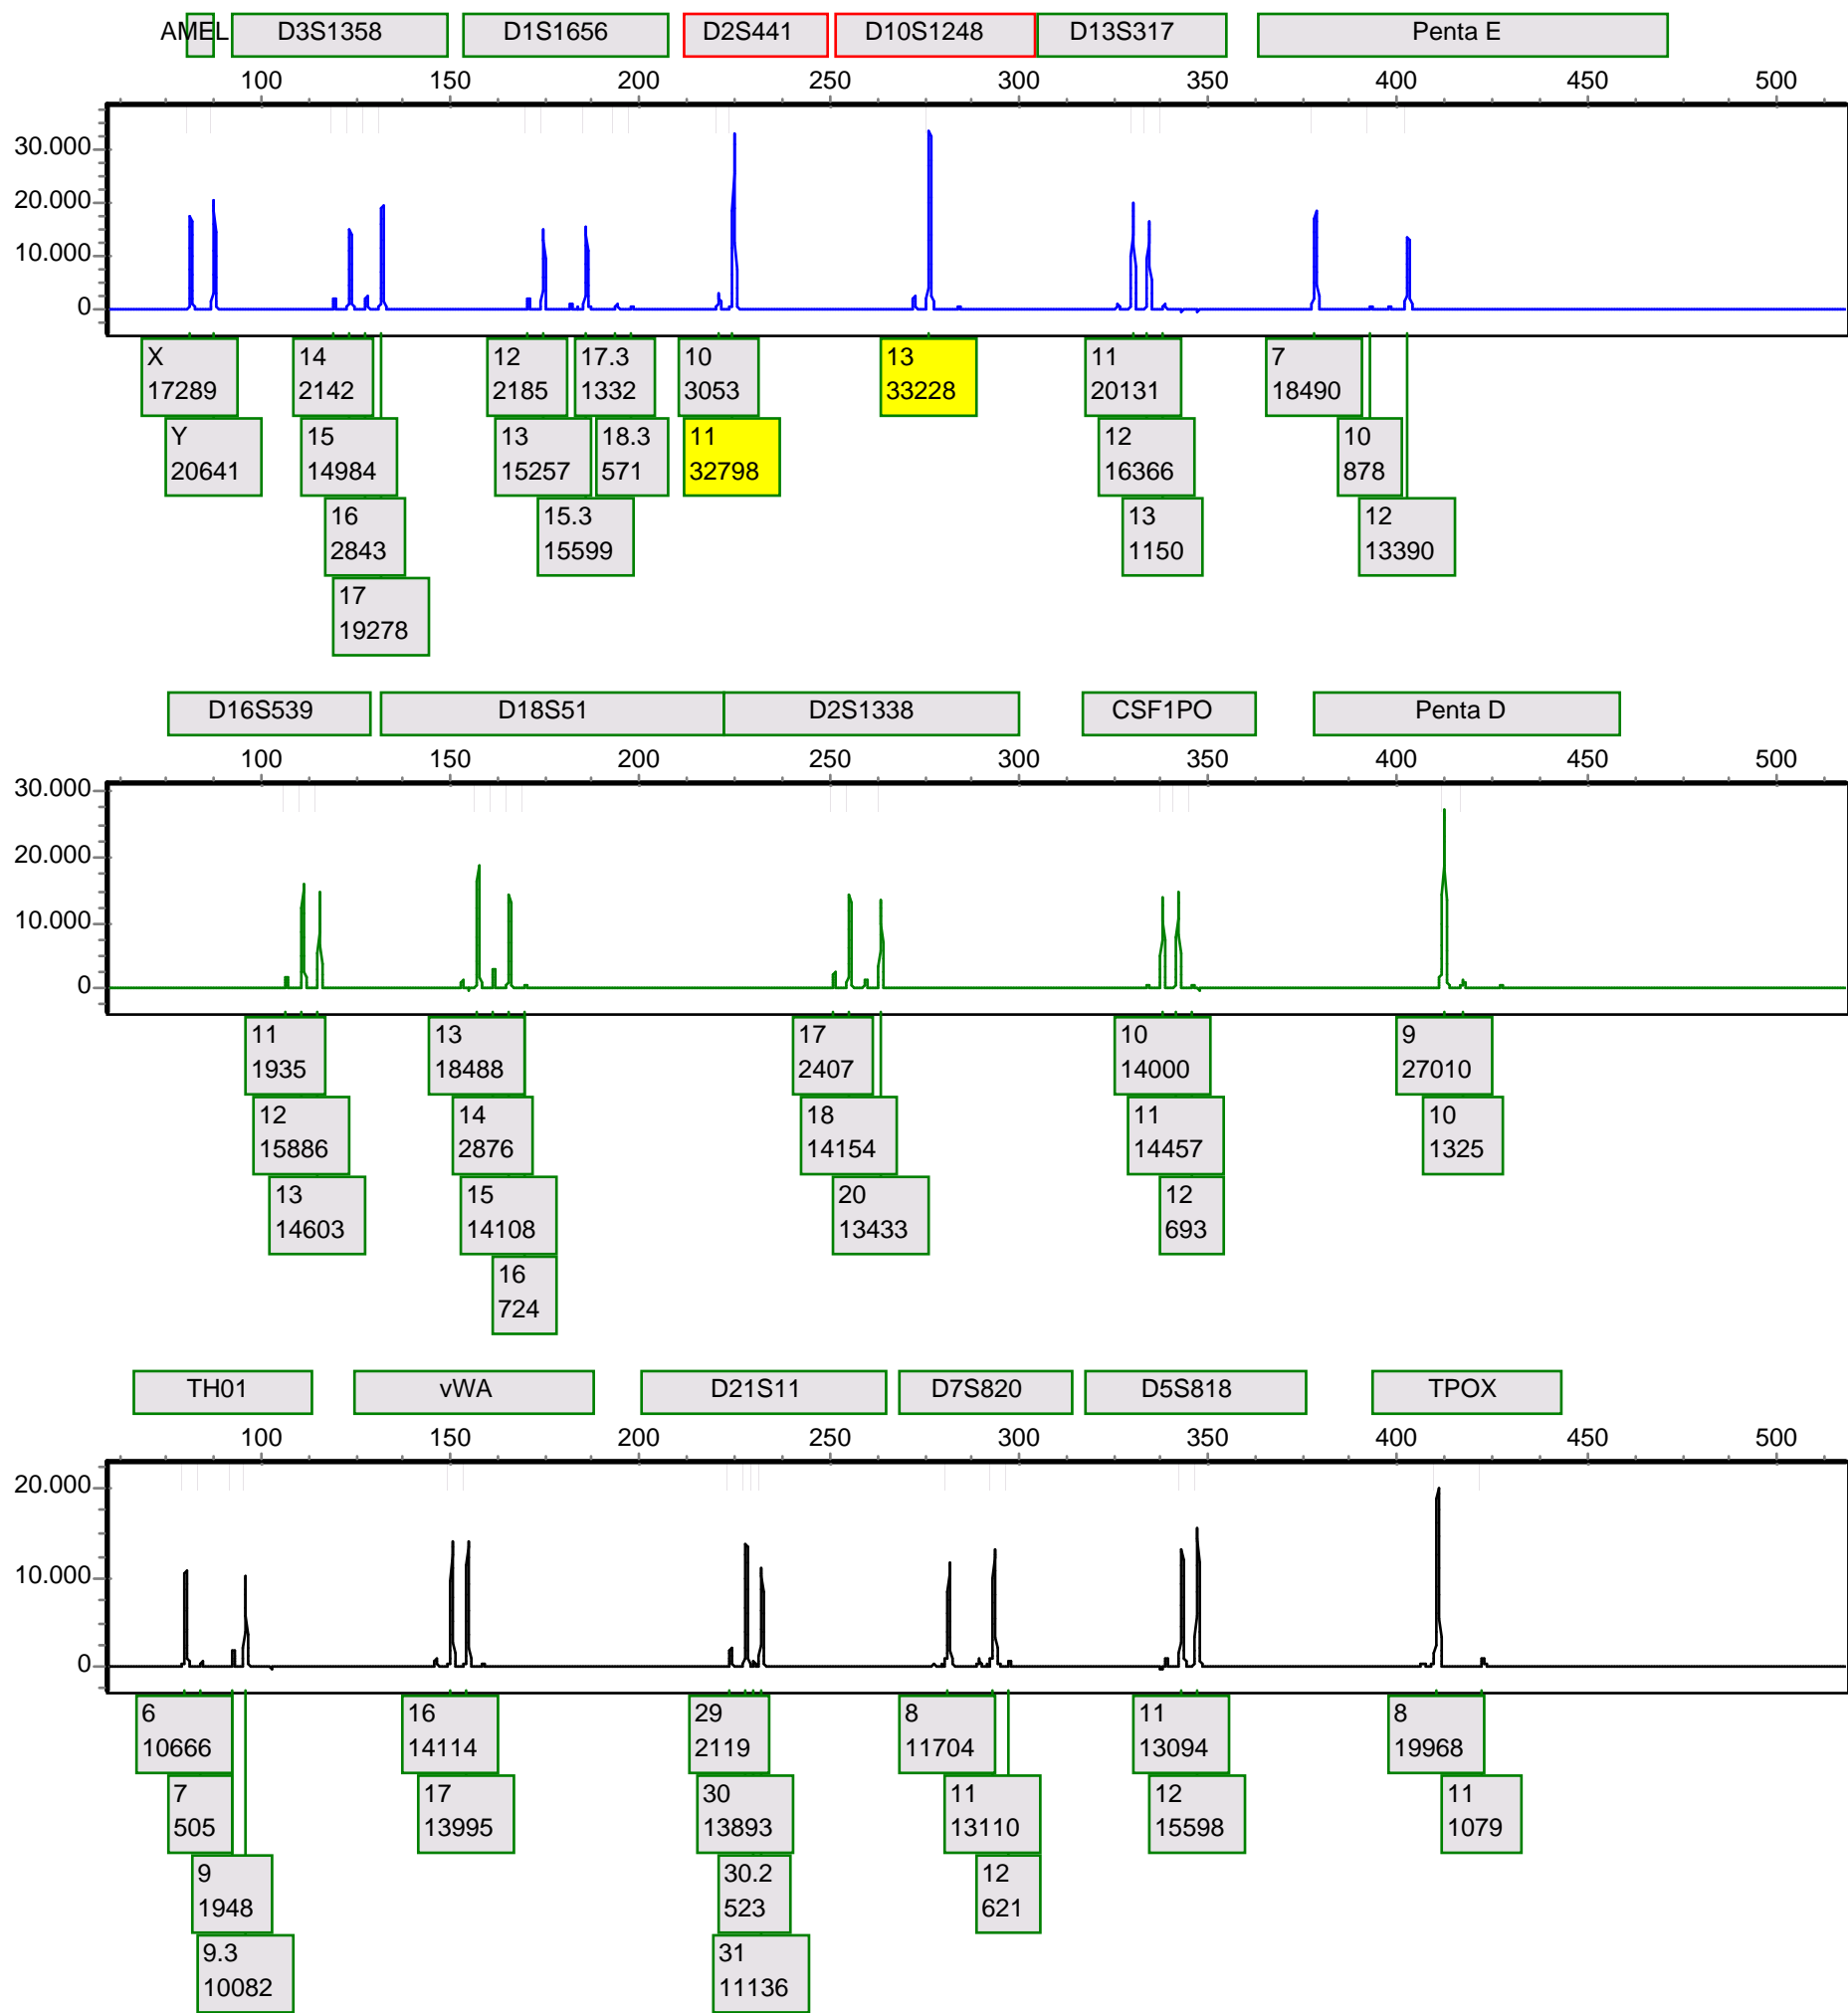 AMEL D3S1358 D1S1656 D2S441 D10S1248 D13S317 Penta E
100 150 200 250 300 350 400 450 500
30.000
20.000
10.000
0
X 14 12 17.3 10 13 11 7
17289 2142 2185 1332 3053 33228 20131 18490
Y 15 13 18.3 11 12 10
20641 14984 15257 571 32798 16366 878
16 15.3 13 12
2843 15599 1150 13390
17
19278
D16S539 D18S51 D2S1338 CSF1PO Penta D
100 150 200 250 300 350 400 450 500
30.000
20.000
10.000
0
11 13 17 10 9
1935 18488 2407 14000 27010
12 14 18 11 10
15886 2876 14154 14457 1325
13 15 20 12
14603 14108 13433 693
16
724
TH01 vWA D21S11 D7S820 D5S818 TPOX
100 150 200 250 300 350 400 450 500
20.000
10.000
0
6 16 29 8 11 8
10666 14114 2119 11704 13094 19968
7 17 30 11 12 11
505 13995 13893 13110 15598 1079
9 30.2 12
1948 523 621
9.3 31
10082 11136